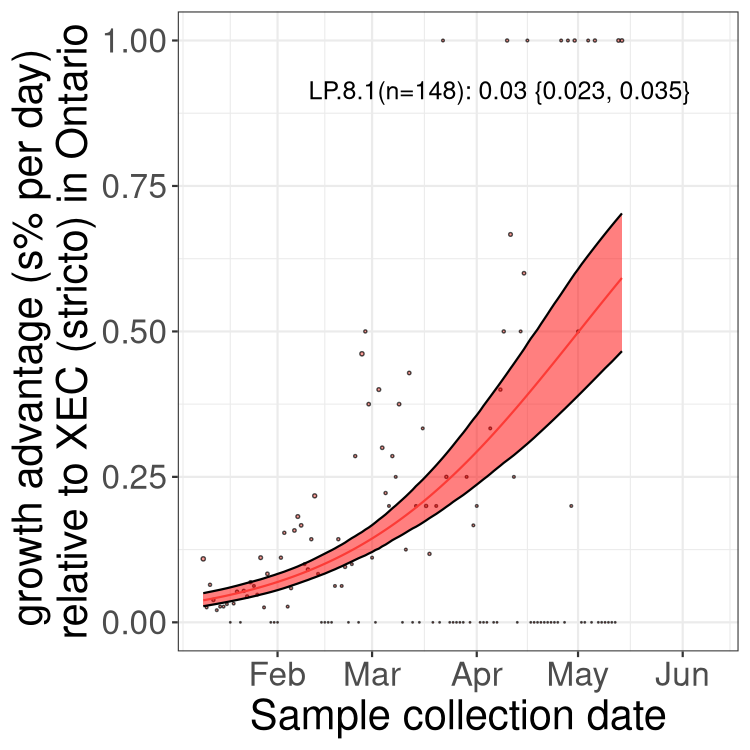 growth advantage (s% per day)
relative to XEC (stricto) in Ontario
1.00
0.75
0.50
0.25
0.00
LP.8.1(n=148): 0.03 {0.023, 0.035}
Feb Mar Apr May Jun
Sample collection date